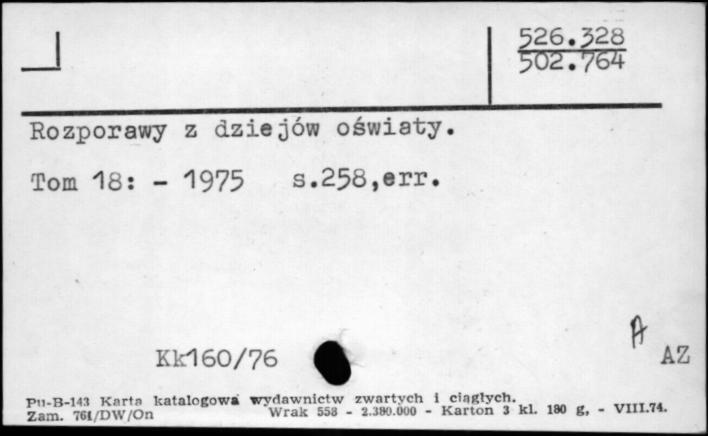 526.328
502.764
Rozporawy z dziejów oświaty.
Tom 18: - 1975 s.258,err.
A
Kk160/76
AZ
Pu-B-143 Karta katalogowa wydawnictw zwartych i ciągłych.
Zam. 761/DW/On Wrak 558 - 2.380.000 - Karton 3 kl. 180 g, - VIII.74.